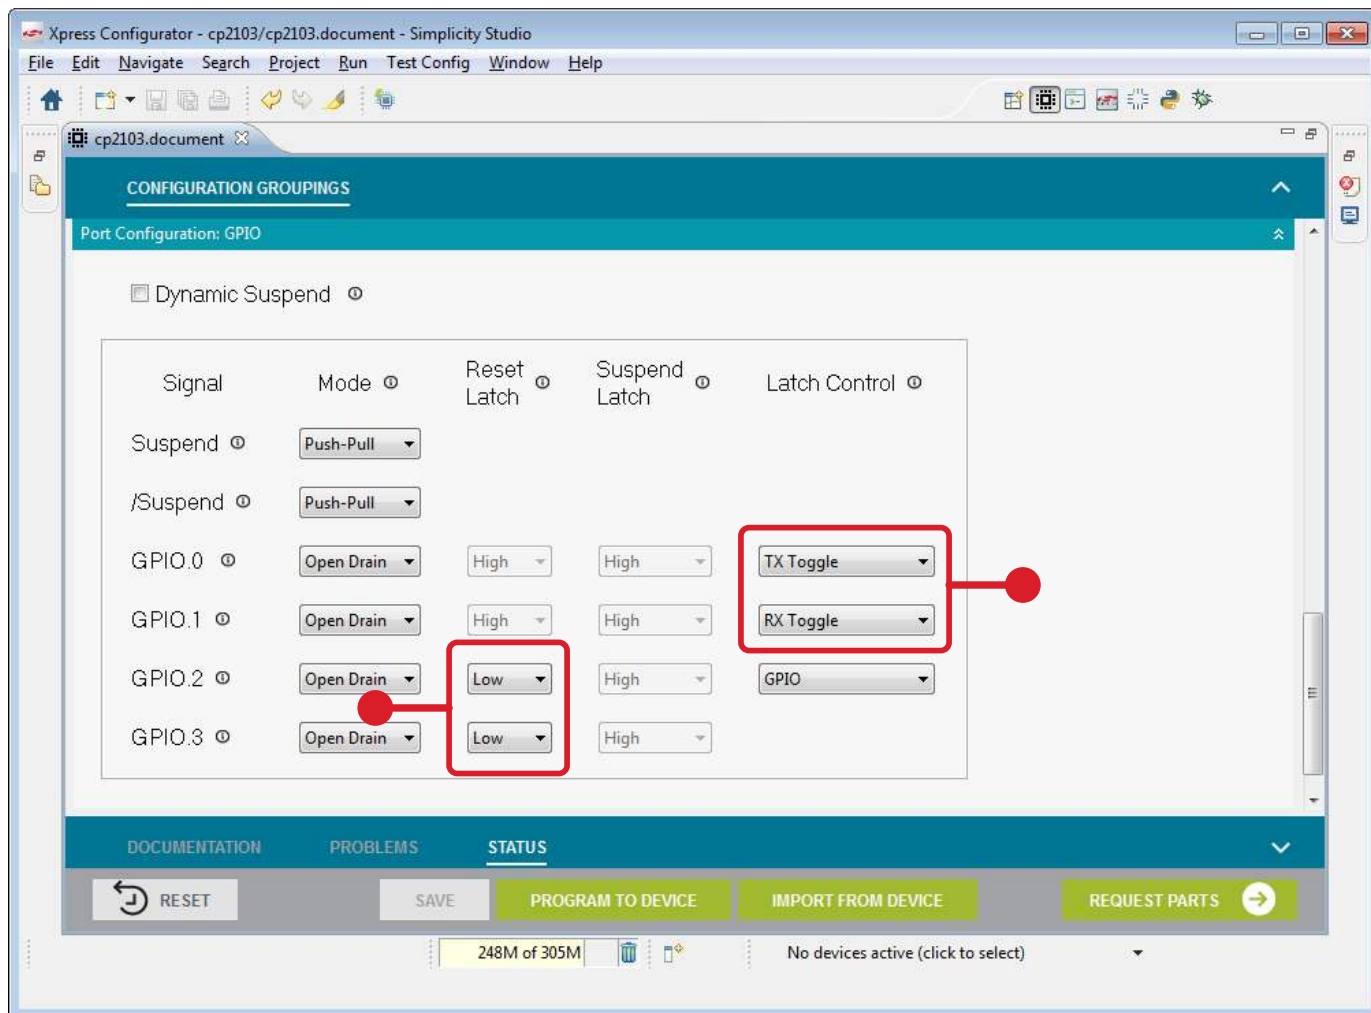 Xpress Configurator - cp2103/cp2103.document - Simplicity Studio
File Edit Navigate Search Project Run Test Config Window Help
cp2103.document
CONFIGURATION GROUPINGS
Port Configuration: GPIO
Dynamic Suspend
Signal Mode Reset Latch Suspend Latch Latch Control
Suspend Push-Pull
/Suspend Push-Pull
GPIO.0 Open Drain High High TX Toggle
GPIO.1 Open Drain High High RX Toggle
GPIO.2 Open Drain Low High GPIO
GPIO.3 Open Drain Low High
DOCUMENTATION PROBLEMS STATUS
RESET SAVE PROGRAM TO DEVICE IMPORT FROM DEVICE REQUEST PARTS
248M of 305M No devices active (click to select)